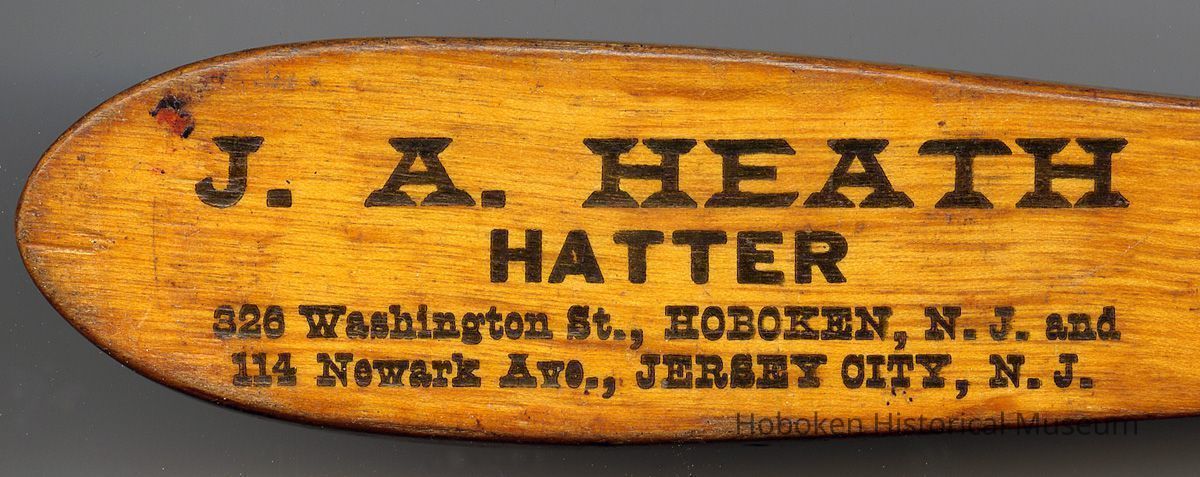 J. A. HEATH
HATTER
326 Washington St., HOBOKEN, N. J. and
114 Newark Ave., JERSEY CITY, N. J.
Hoboken Historical Museum